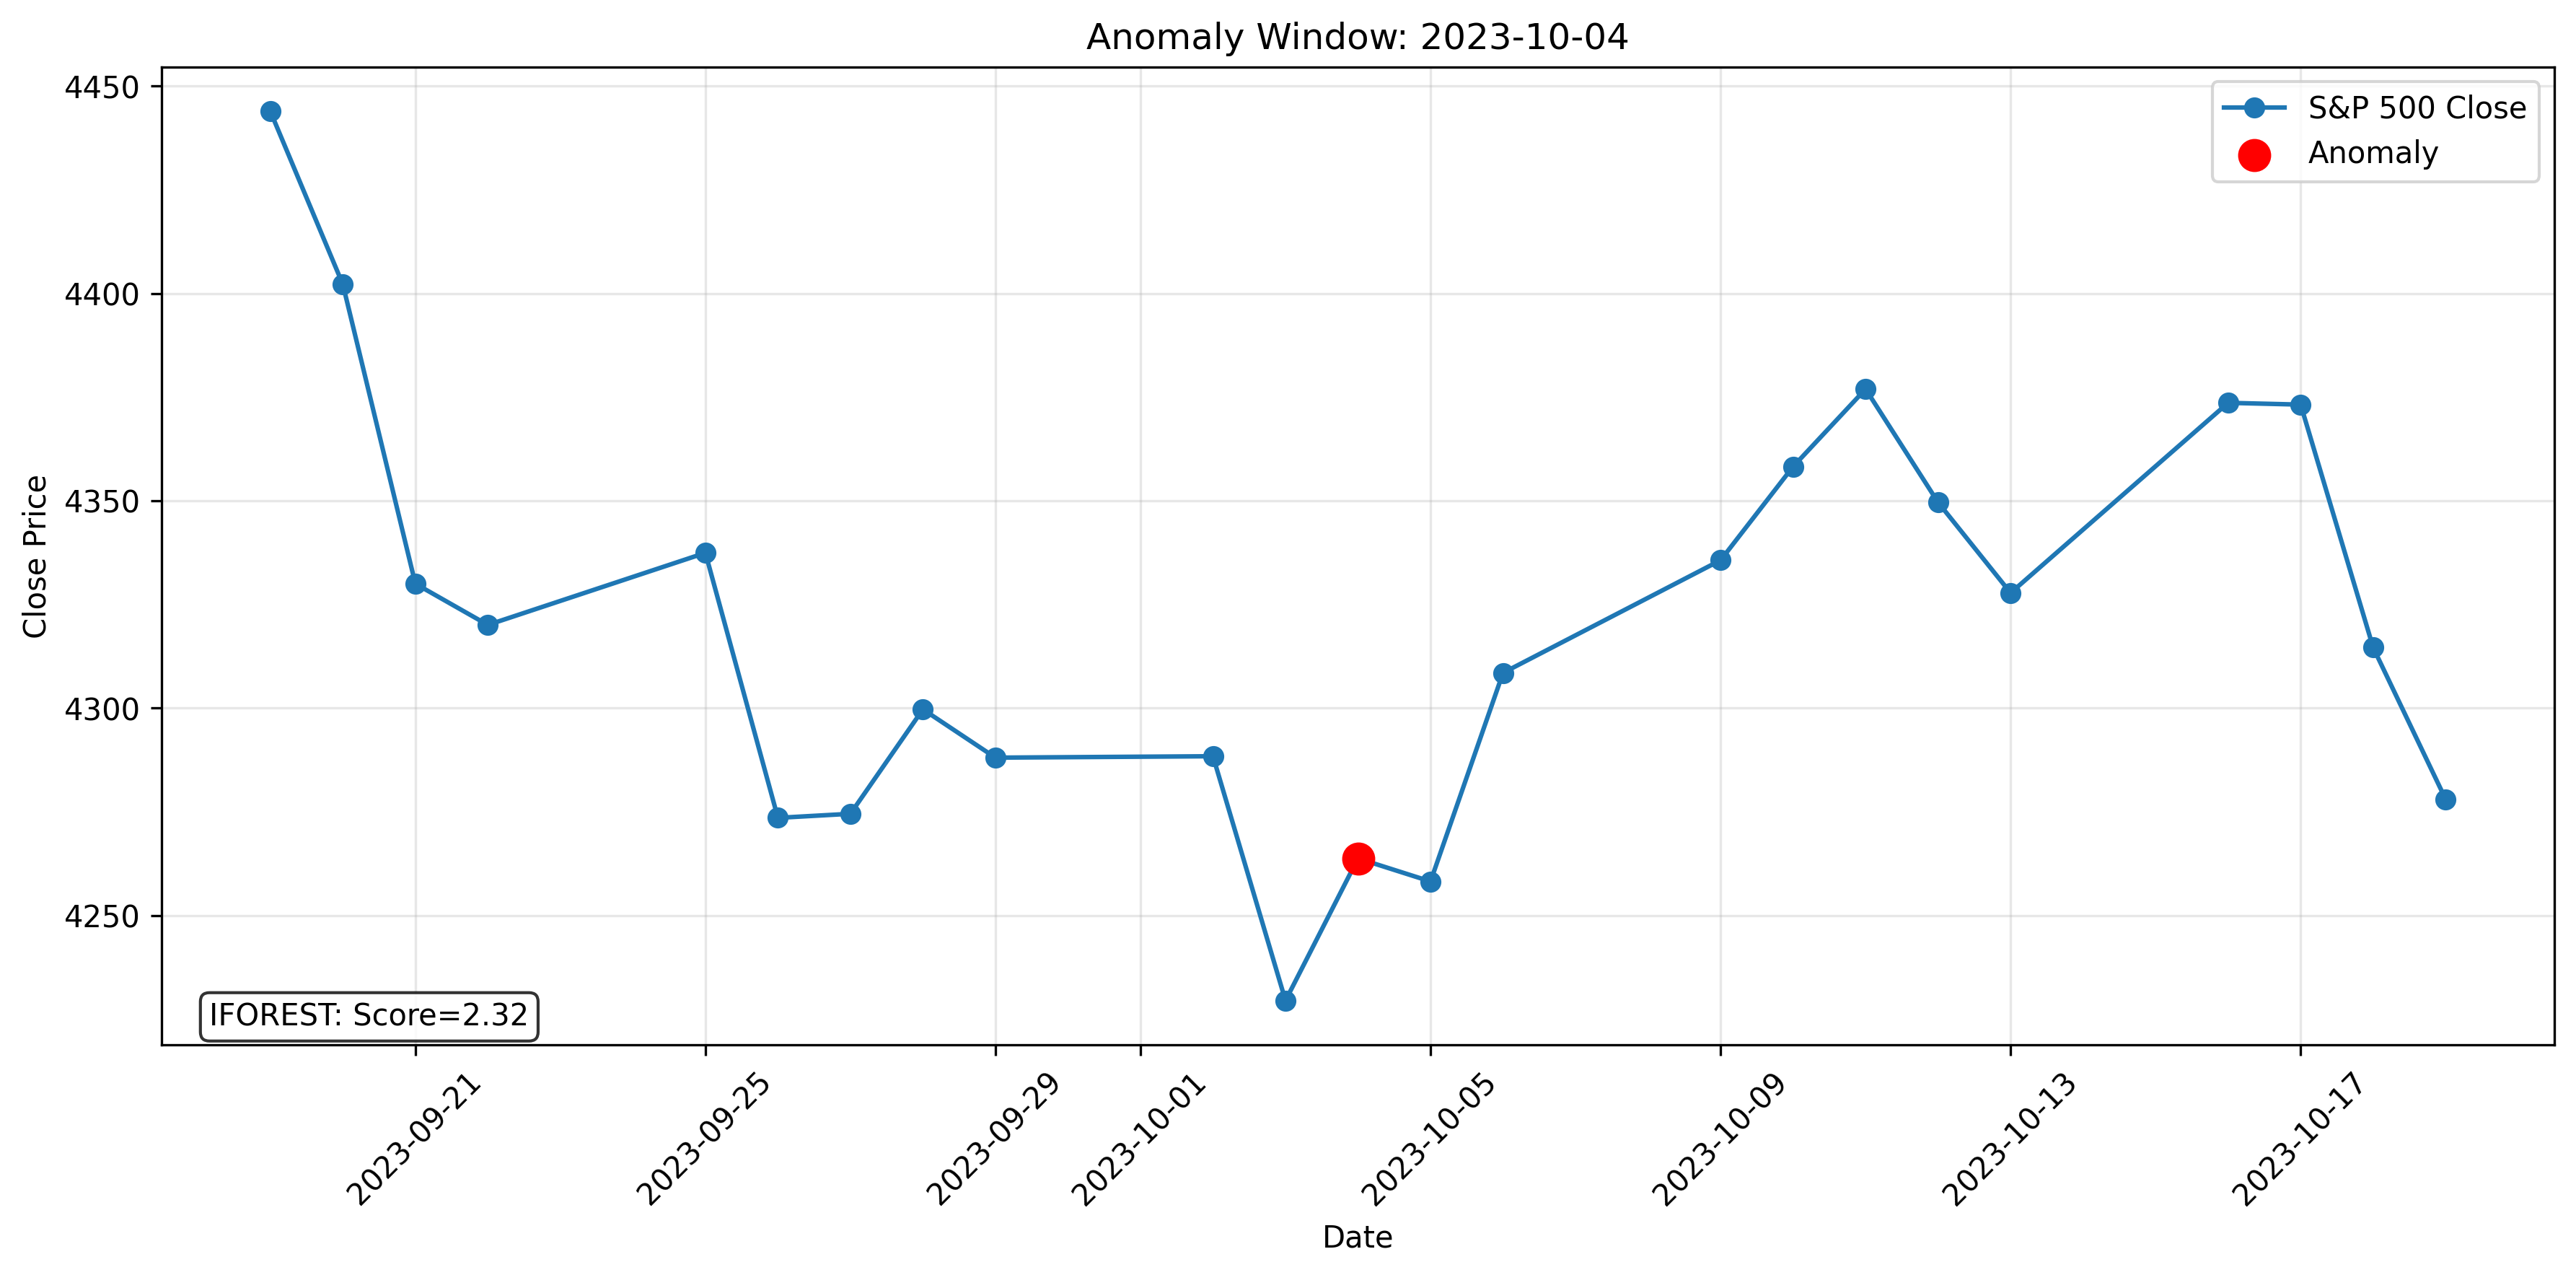 Anomaly Window: 2023-10-04
4450
4400
4350
4300
4250
Close Price
S&P 500 Close
Anomaly
IFOREST: Score=2.32
2023-09-21
2023-09-25
2023-09-29
2023-10-01
2023-10-05
2023-10-09
2023-10-13
2023-10-17
Date